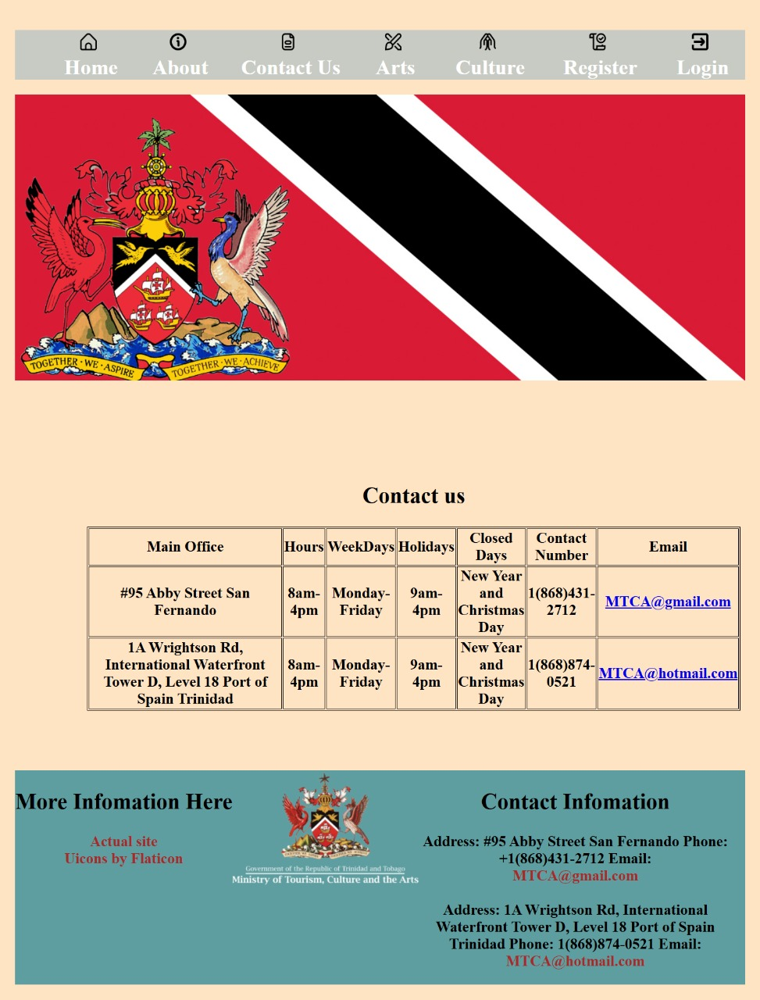 Home About Contact Us Arts Culture Register Login
TOGETHER · WE · ASPIRE TOGETHER · WE · ACHIEVE
Contact us
Main Office Hours WeekDays Holidays Closed Days Contact Number Email
#95 Abby Street San Fernando 8am-4pm Monday-Friday 9am-4pm New Year and Christmas Day 1(868)431-2712 MTCA@gmail.com
1A Wrightson Rd, International Waterfront Tower D, Level 18 Port of Spain Trinidad 8am-4pm Monday-Friday 9am-4pm New Year and Christmas Day 1(868)874-0521 MTCA@hotmail.com
More Infomation Here
Actual site
Uicons by Flaticon
Government of the Republic of Trinidad and Tobago
Ministry of Tourism, Culture and the Arts
Contact Infomation
Address: #95 Abby Street San Fernando Phone:
+1(868)431-2712 Email:
MTCA@gmail.com
Address: 1A Wrightson Rd, International
Waterfront Tower D, Level 18 Port of Spain
Trinidad Phone: 1(868)874-0521 Email:
MTCA@hotmail.com